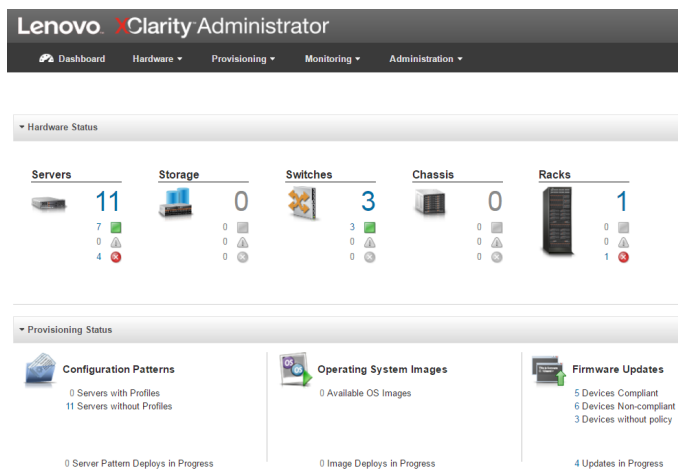 Lenovo XClarity Administrator
Dashboard Hardware Provisioning Monitoring Administration
Hardware Status
Servers Storage Switches Chassis Racks
11 0 3 0 1
7 0 3 0 0
0 0 0 0 0
4 0 0 0 1
Provisioning Status
OS OS
Configuration Patterns Operating System Images Firmware Updates
0 Servers with Profiles 0 Available OS Images 5 Devices Compliant
11 Servers without Profiles 6 Devices Non-compliant
3 Devices without policy
0 Server Pattern Deploys in Progress 0 Image Deploys in Progress 4 Updates in Progress